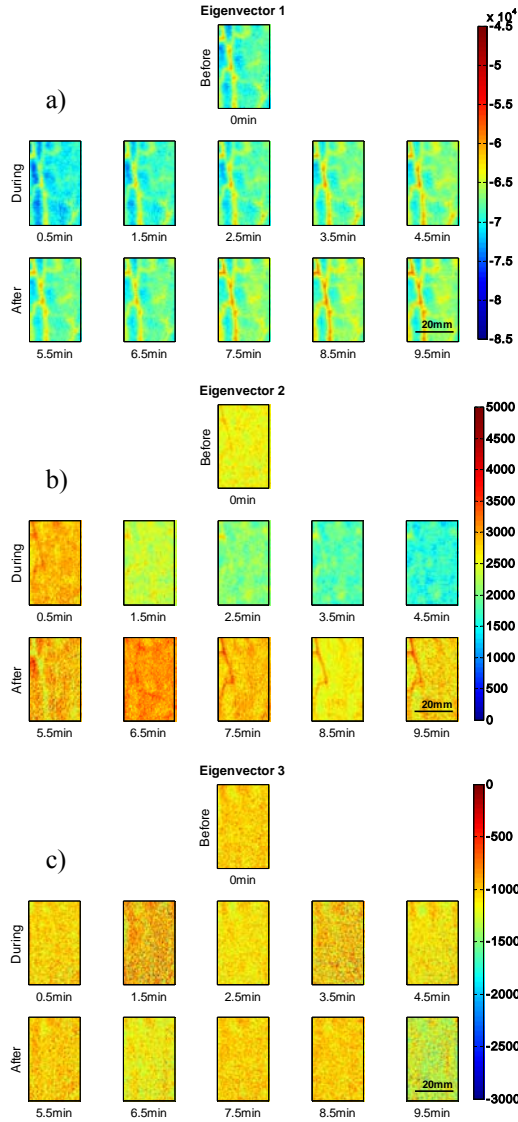 Eigenvector 1
x 10⁴
Before
0min
a)
During
0.5min 1.5min 2.5min 3.5min 4.5min
After
20mm
5.5min 6.5min 7.5min 8.5min 9.5min
-4.5
-5
-5.5
-6
-6.5
-7
-7.5
-8
-8.5
Eigenvector 2
Before
0min
b)
During
0.5min 1.5min 2.5min 3.5min 4.5min
After
20mm
5.5min 6.5min 7.5min 8.5min 9.5min
5000
4500
4000
3500
3000
2500
2000
1500
1000
500
0
Eigenvector 3
Before
0min
c)
During
0.5min 1.5min 2.5min 3.5min 4.5min
After
20mm
5.5min 6.5min 7.5min 8.5min 9.5min
0
-500
-1000
-1500
-2000
-2500
-3000